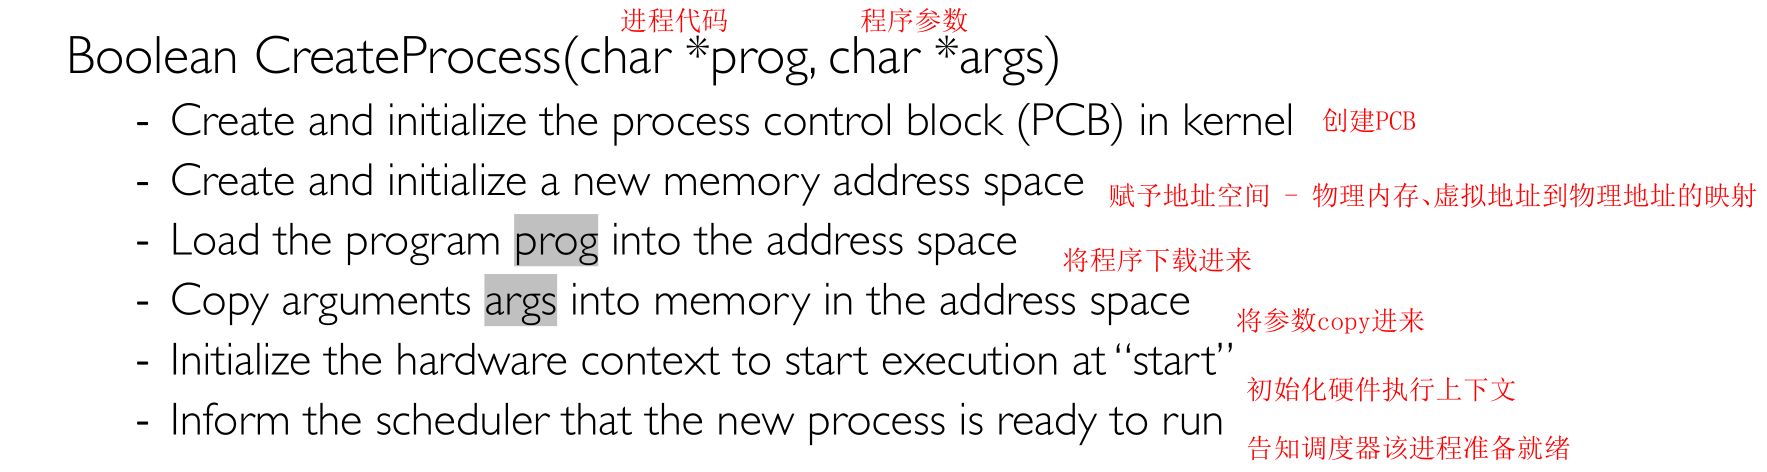 进程代码 程序参数
Boolean CreateProcess(char *prog, char *args)
- Create and initialize the process control block (PCB) in kernel 创建PCB
- Create and initialize a new memory address space 赋予地址空间 - 物理内存、虚拟地址到物理地址的映射
- Load the program prog into the address space 将程序下载进来
- Copy arguments args into memory in the address space 将参数copy进来
- Initialize the hardware context to start execution at “start” 初始化硬件执行上下文
- Inform the scheduler that the new process is ready to run 告知调度器该进程准备就绪